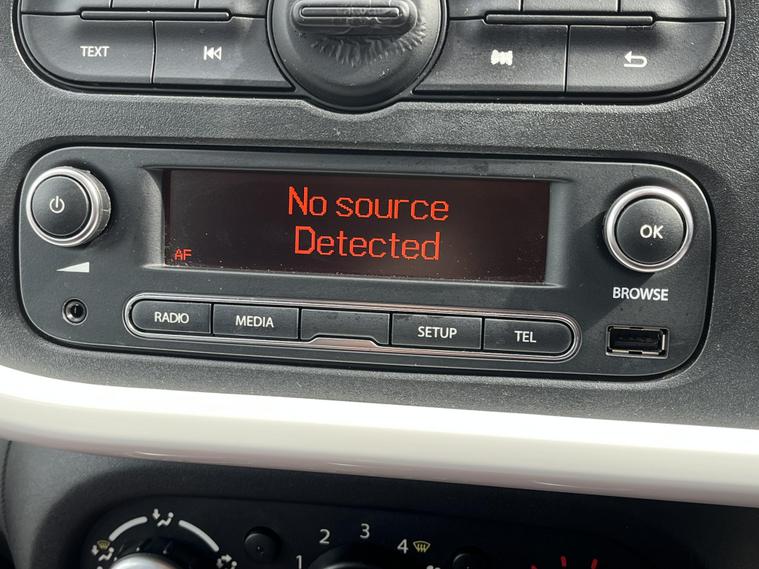 TEXT
No source
Detected
AF
OK
BROWSE
RADIO
MEDIA
SETUP
TEL
1
2
3
4